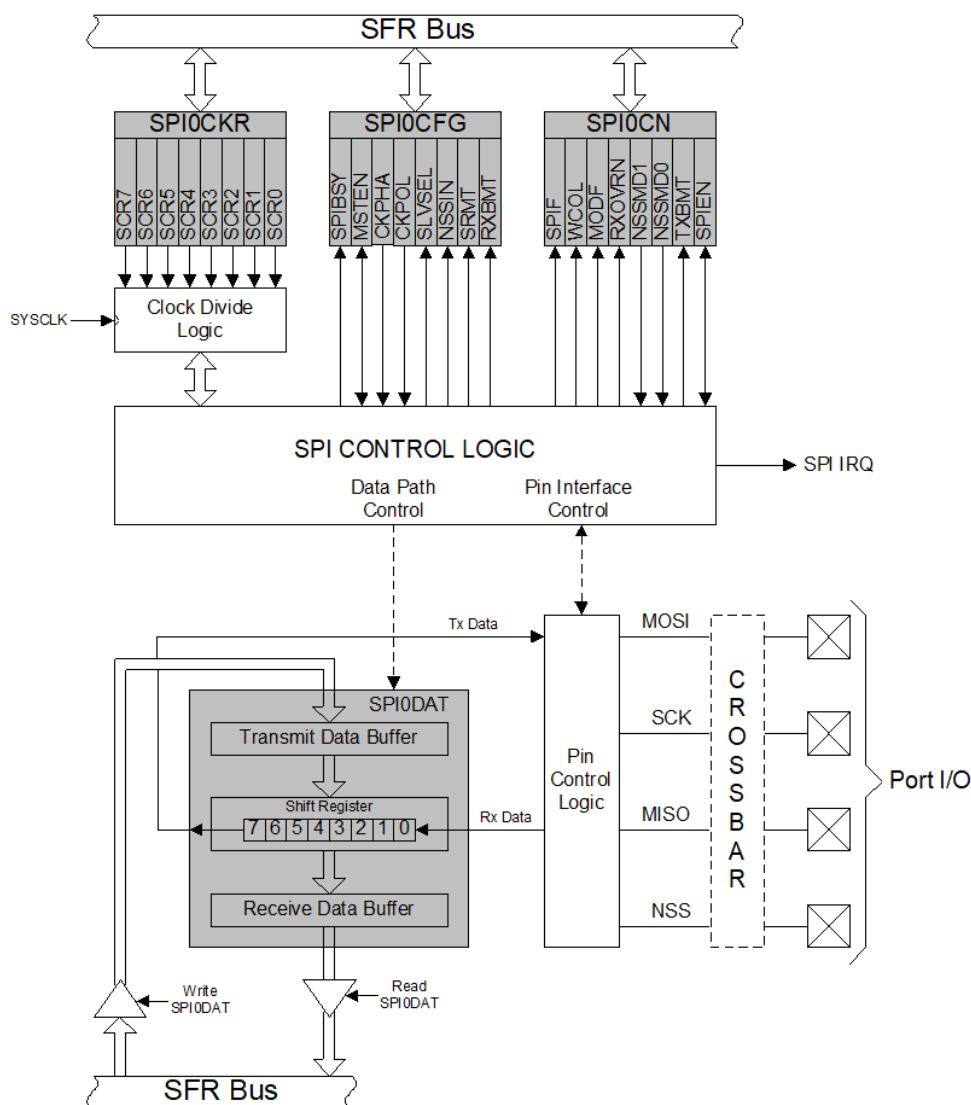 SFR Bus
SPI0CKR
SPI0CFG
SPI0CN
SCR7
SCR6
SCR5
SCR4
SCR3
SCR2
SCR1
SCR0
SPIBSY
MSTEN
CKPHA
CKPOL
SLVSEL
NSSIN
SRMT
RXBMT
SPIF
WCOL
MODF
RXOVRN
NSSMD1
NSSMD0
TXBMT
SPIEN
SYSCLK
Clock Divide
Logic
SPI CONTROL LOGIC
SPI IRQ
Data Path
Control
Pin Interface
Control
Tx Data
MOSI
SPI0DAT
Transmit Data Buffer
SCK
Shift Register
7 6 5 4 3 2 1 0
Rx Data
Pin
Control
Logic
MISO
CROSSBAR
Port I/O
Receive Data Buffer
NSS
Write
SPI0DAT
Read
SPI0DAT
SFR Bus